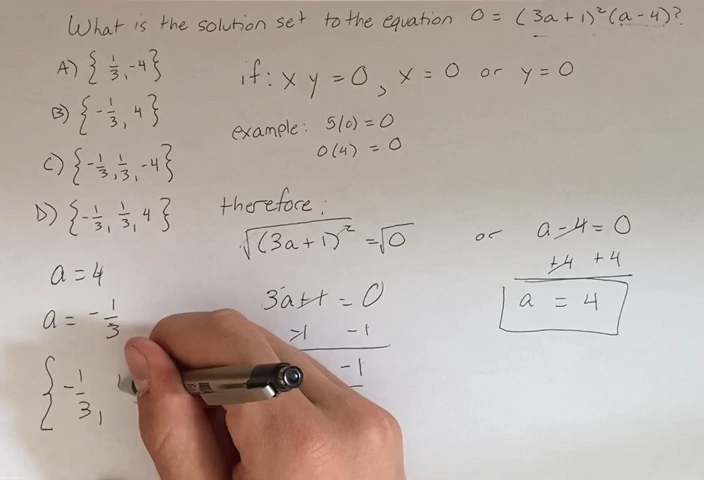 What is the solution set to the equation 0 = (3a+1)²(a-4)?
A) {1/3, -4}
B) {-1/3, 4}
C) {-1/3, 1/3, -4}
D) {-1/3, 1/3, 4}
if: x y = 0, x = 0 or y = 0
example: 5(0) = 0
0(4) = 0
therefore:
√(3a+1)² = √0
3a+1 = 0
-1 -1
-1
or a-4 = 0
+4 +4
a = 4
a = 4
a = -1/3
{-1/3,